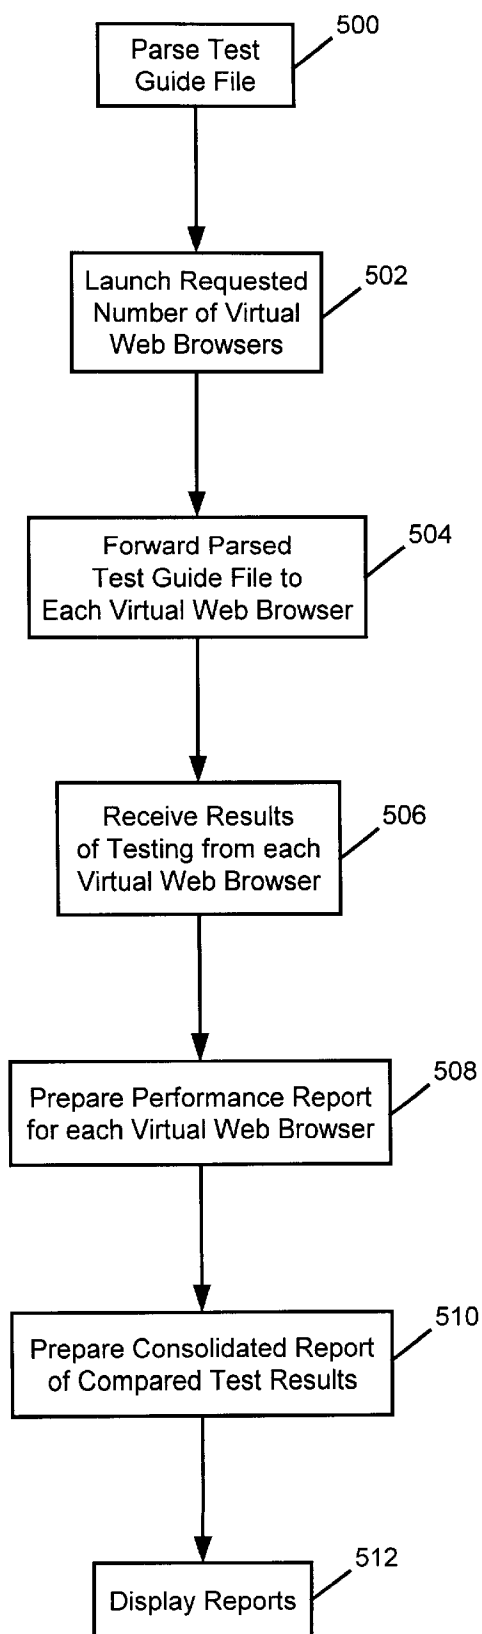 500
Parse Test
Guide File
502
Launch Requested
Number of Virtual
Web Browsers
504
Forward Parsed
Test Guide File to
Each Virtual Web Browser
506
Receive Results
of Testing from each
Virtual Web Browser
508
Prepare Performance Report
for each Virtual Web Browser
510
Prepare Consolidated Report
of Compared Test Results
512
Display Reports